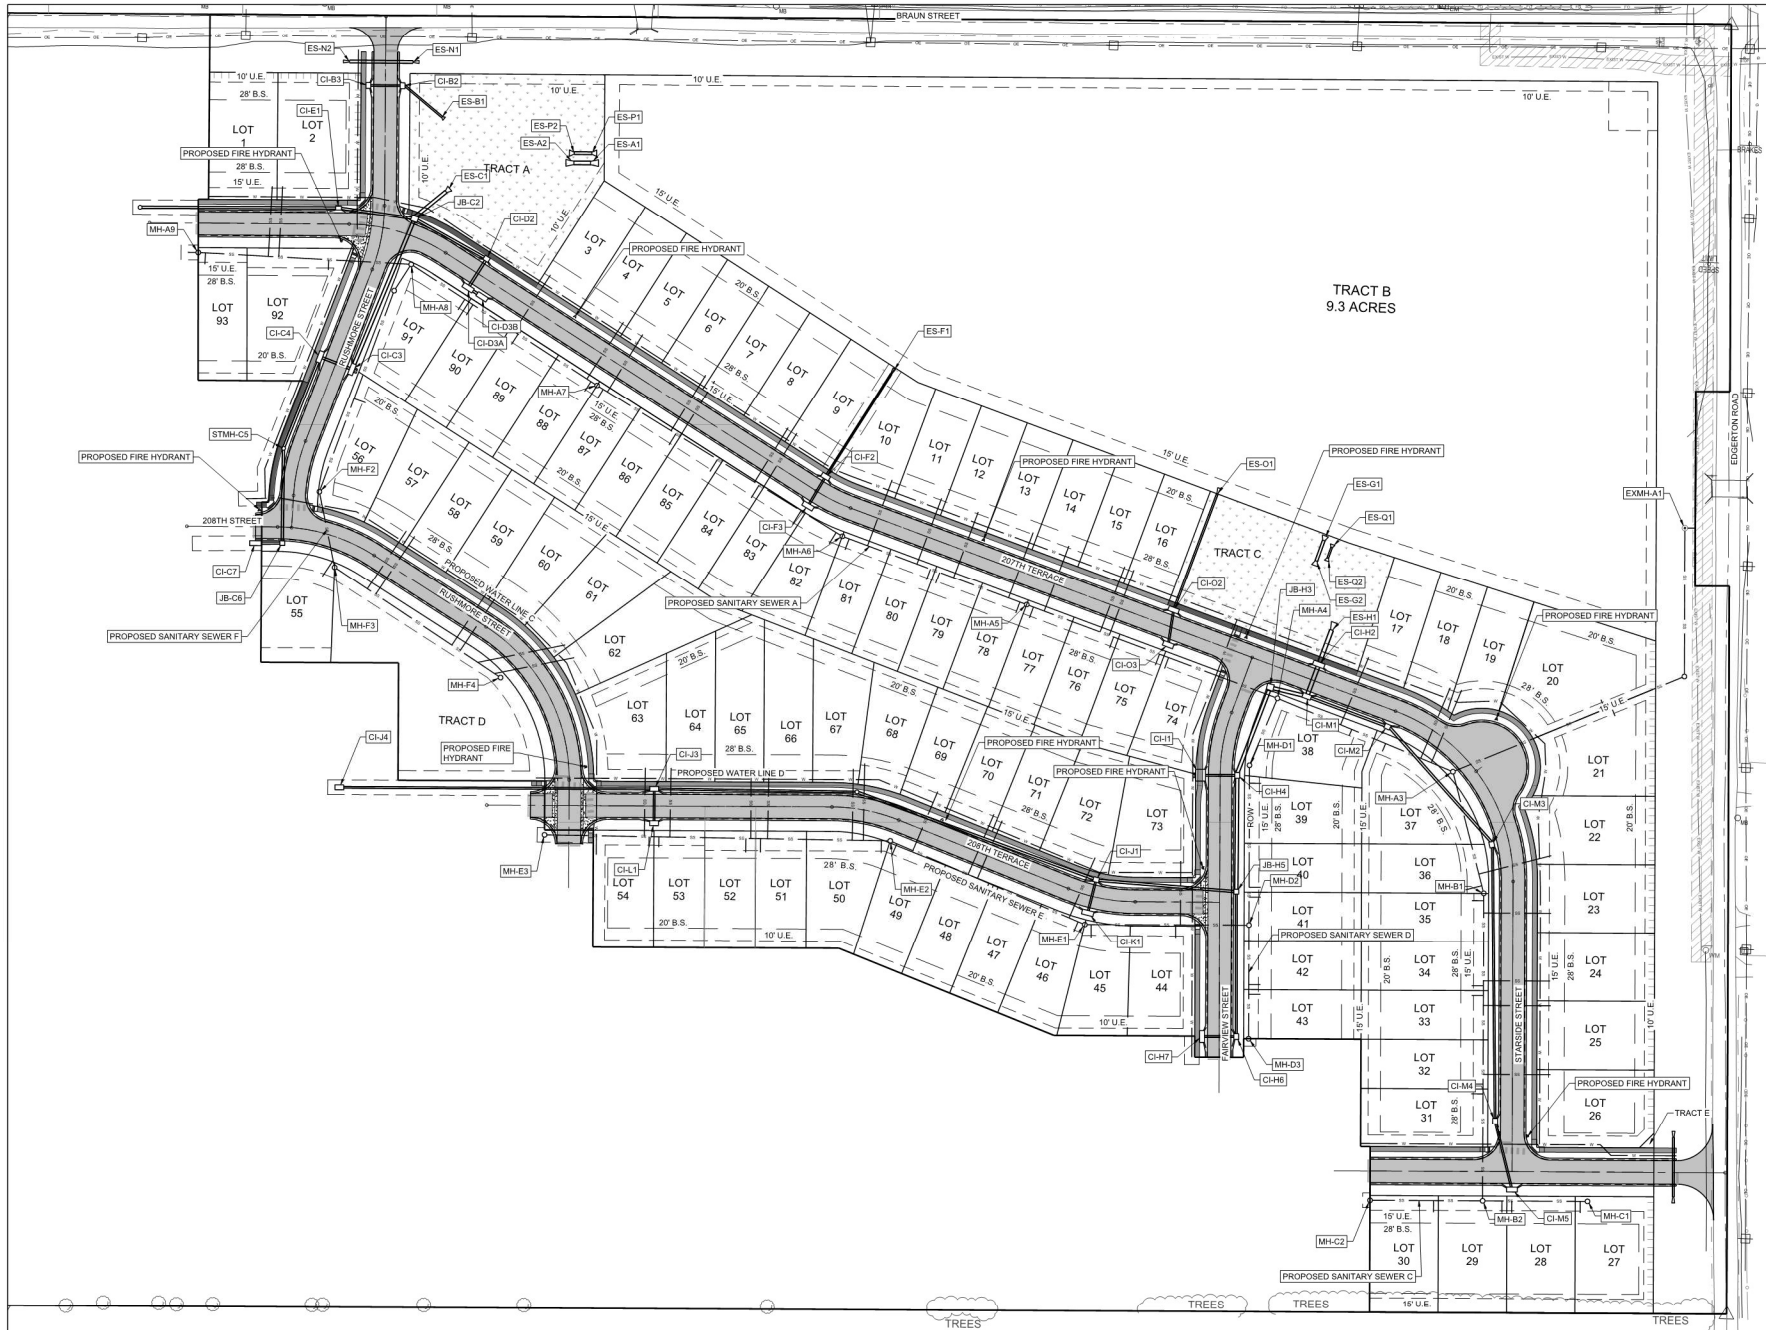 BRAUN STREET
ES-N2
ES-N1
CI-B3
CI-B2
ES-B1
10' U.E.
28' B.S.
10' U.E.
10' U.E.
10' U.E.
CI-E1
LOT
1
LOT
2
PROPOSED FIRE HYDRANT
28' B.S.
15' U.E.
ES-P2
ES-P1
ES-A2
ES-A1
TRACT A
10' U.E.
10' U.E.
ES-C1
JB-C2
CI-D2
15' U.E.
MH-A9
15' U.E.
28' B.S.
LOT
93
LOT
92
20' B.S.
CI-C4
RUSHMORE STREET
CI-C3
MH-A8
CI-D3B
CI-D3A
PROPOSED FIRE HYDRANT
LOT
3
LOT
4
LOT
5
LOT
6
LOT
7
LOT
8
LOT
9
20' B.S.
28' B.S.
15' U.E.
TRACT B
9.3 ACRES
BRAKES
SPEED
LIMIT
EDGERTON ROAD
ES-F1
LOT
91
LOT
90
LOT
89
LOT
88
LOT
87
LOT
86
LOT
85
LOT
84
LOT
83
LOT
82
MH-A7
15' U.E.
28' B.S.
20' B.S.
20' B.S.
15' U.E.
STMH-C5
PROPOSED FIRE HYDRANT
MH-F2
208TH STREET
CI-C7
JB-C6
PROPOSED SANITARY SEWER F
MH-F3
LOT
55
LOT
56
LOT
57
LOT
58
LOT
59
LOT
60
LOT
61
LOT
62
28' B.S.
PROPOSED WATER LINE C
RUSHMORE STREET
CI-F2
CI-F3
MH-A6
PROPOSED SANITARY SEWER A
LOT
10
LOT
11
LOT
12
LOT
13
LOT
14
LOT
15
LOT
16
PROPOSED FIRE HYDRANT
15' U.E.
20' B.S.
28' B.S.
207TH TERRACE
ES-O1
PROPOSED FIRE HYDRANT
ES-G1
ES-Q1
TRACT C
ES-Q2
ES-G2
EXMH-A1
CI-O2
JB-H3
MH-A4
ES-H1
CI-H2
LOT
17
LOT
18
LOT
19
LOT
20
20' B.S.
20' B.S.
28' B.S.
15' U.E.
PROPOSED FIRE HYDRANT
MH-A5
CI-O3
LOT
81
LOT
80
LOT
79
LOT
78
LOT
77
LOT
76
LOT
75
LOT
74
28' B.S.
20' B.S.
15' U.E.
MH-F4
TRACT D
20' B.S.
LOT
63
LOT
64
LOT
65
LOT
66
LOT
67
LOT
68
LOT
69
LOT
70
LOT
71
LOT
72
LOT
73
28' B.S.
20' B.S.
28' B.S.
CI-J4
PROPOSED FIRE
HYDRANT
CI-J3
PROPOSED WATER LINE D
PROPOSED FIRE HYDRANT
PROPOSED FIRE HYDRANT
CI-I1
CI-M1
CI-M2
MH-D1
LOT
38
CI-H4
MH-A3
CI-M3
LOT
21
LOT
22
LOT
23
LOT
24
LOT
25
LOT
26
20' B.S.
15' U.E.
28' B.S.
10' U.E.
ROW
15' U.E.
28' B.S.
20' B.S.
15' U.E.
LOT
39
LOT
40
LOT
41
LOT
42
LOT
43
LOT
37
LOT
36
LOT
35
LOT
34
LOT
33
LOT
32
LOT
31
28' B.S.
28' B.S.
15' U.E.
20' B.S.
15' U.E.
20' B.S.
28' B.S.
MH-B1
JB-H5
MH-D2
PROPOSED SANITARY SEWER D
208TH TERRACE
CI-J1
MH-E3
CI-L1
MH-E2
PROPOSED SANITARY SEWER E
MH-E1
CI-K1
LOT
54
LOT
53
LOT
52
LOT
51
LOT
50
LOT
49
LOT
48
LOT
47
LOT
46
LOT
45
LOT
44
28' B.S.
20' B.S.
10' U.E.
20' B.S.
10' U.E.
FAIRVIEW STREET
CI-H7
CI-H6
MH-D3
STARSIDE STREET
CI-M4
PROPOSED FIRE HYDRANT
TRACT E
MH-C2
MH-B2
CI-M5
MH-C1
15' U.E.
28' B.S.
LOT
30
LOT
29
LOT
28
LOT
27
PROPOSED SANITARY SEWER C
15' U.E.
TREES
TREES
TREES
TREES